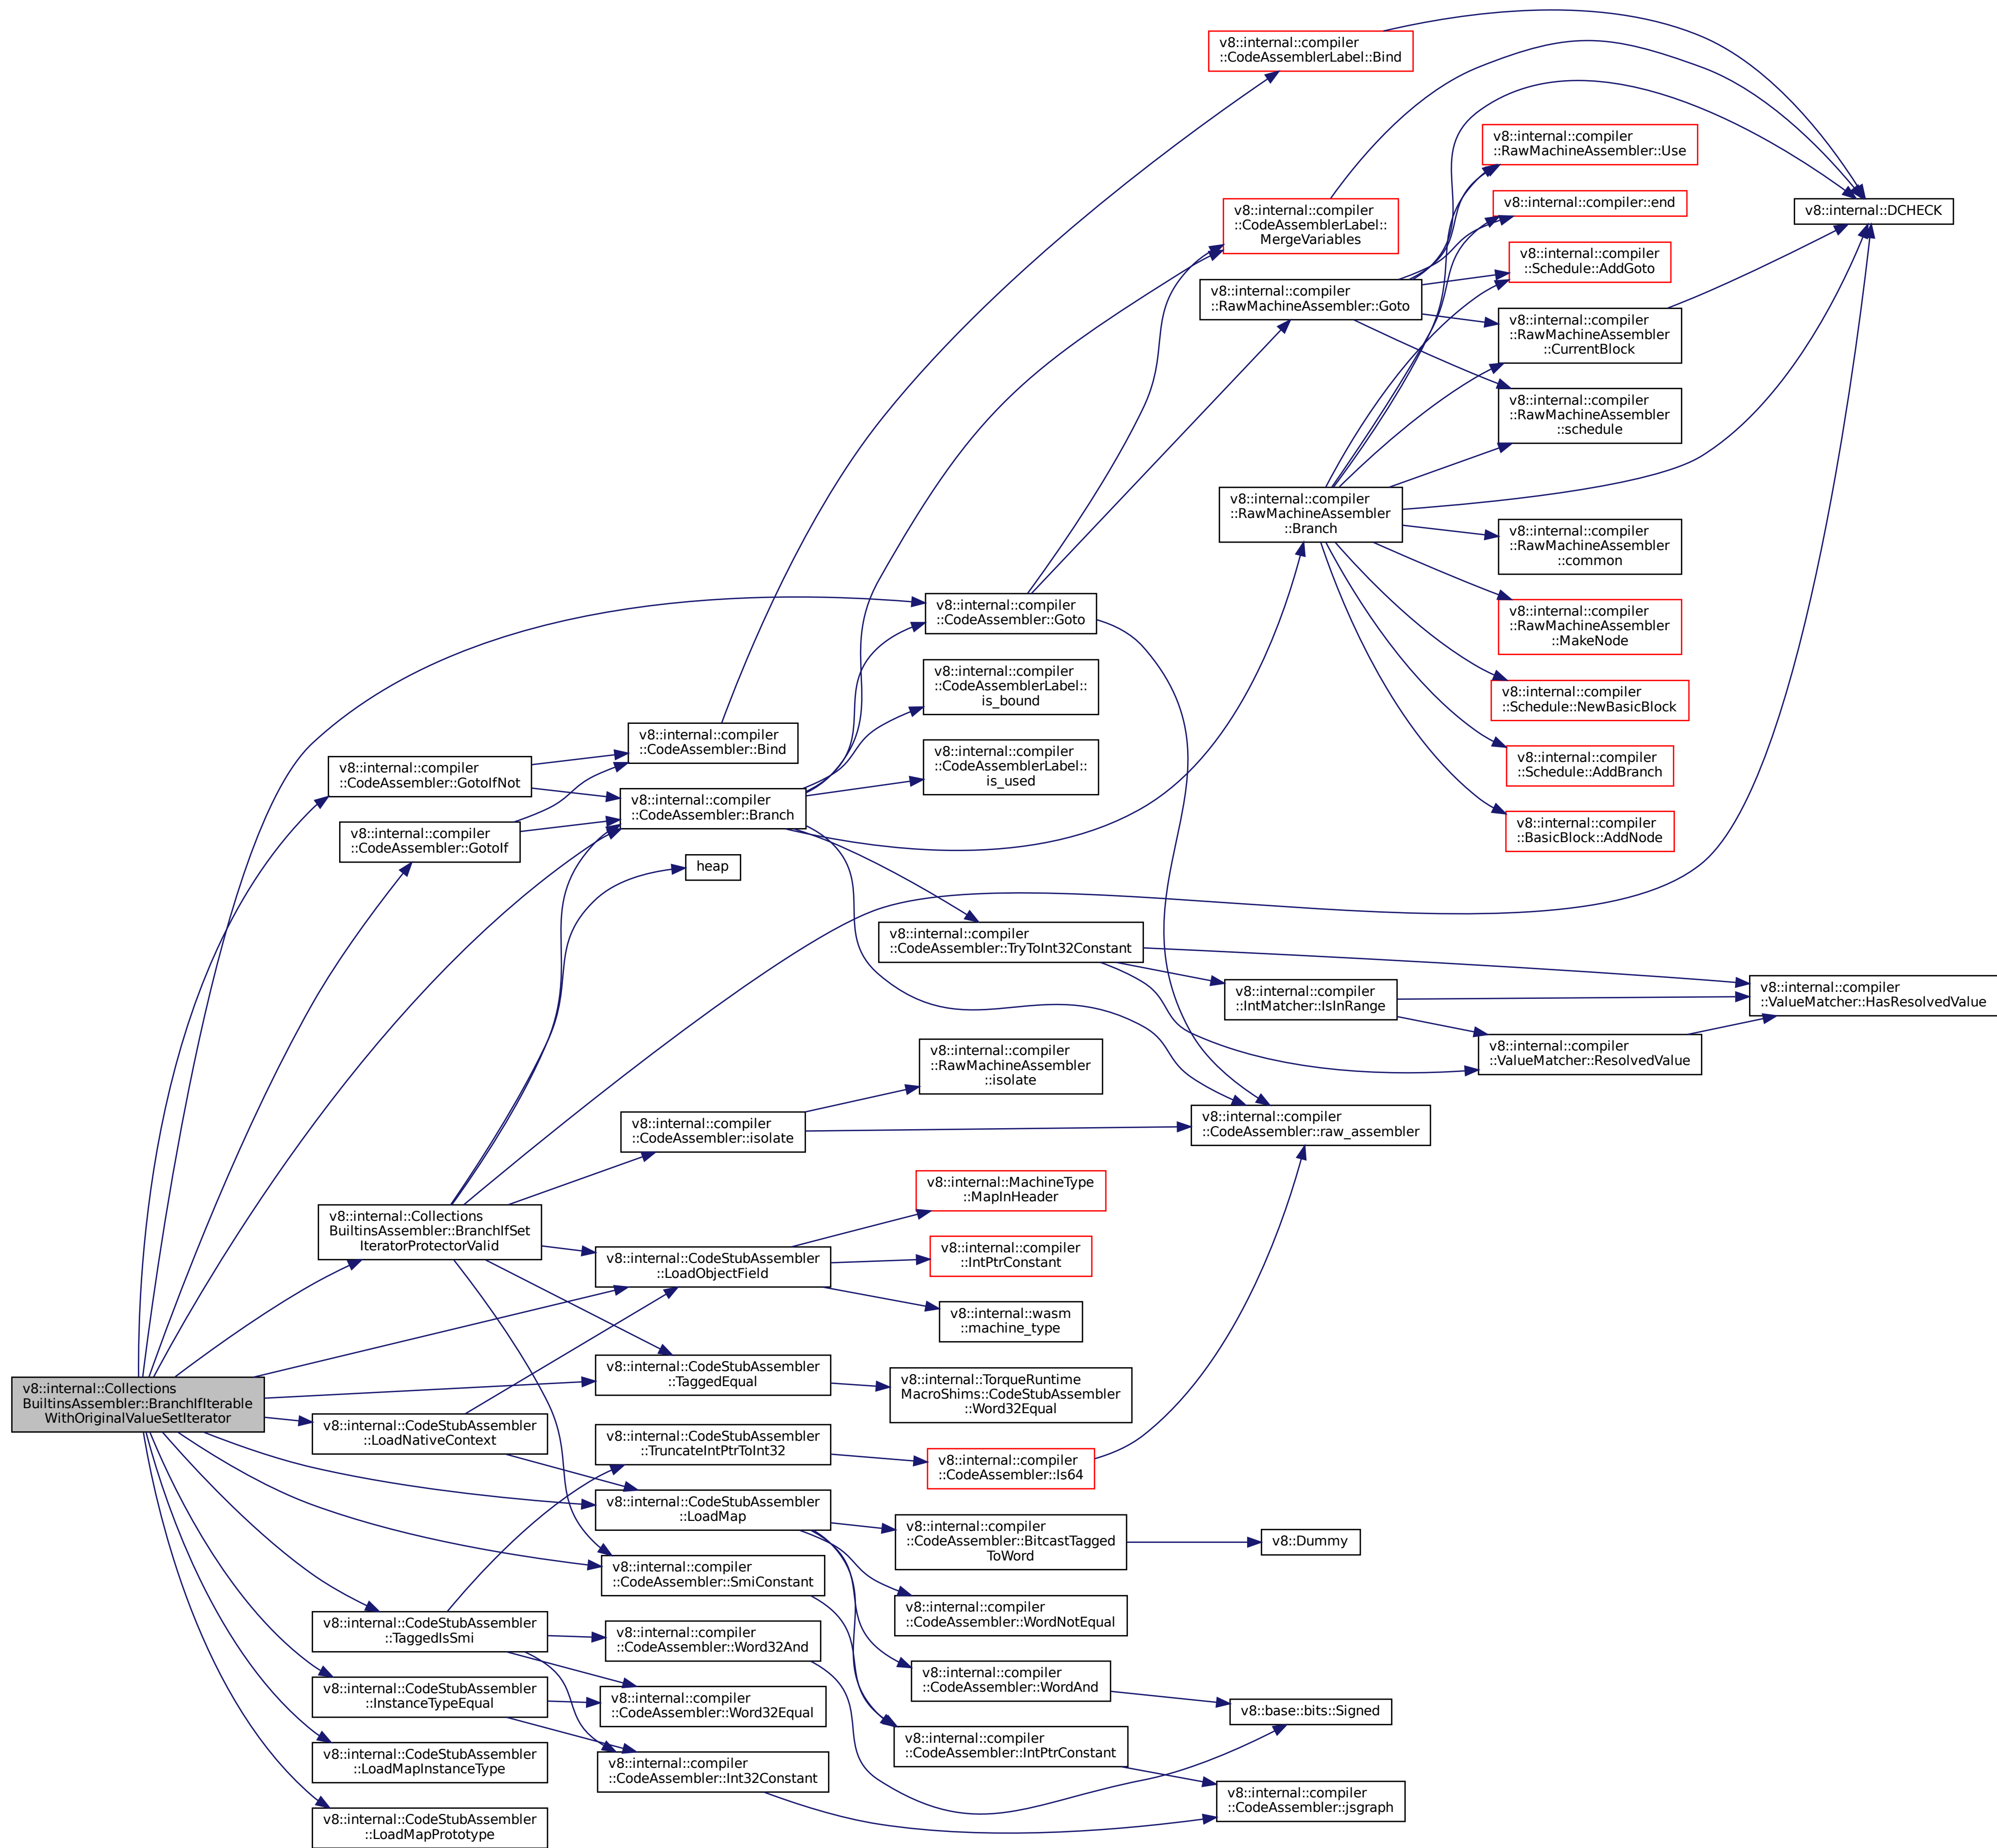 v8::internal::Collections
BuiltinsAssembler::BranchIfIterable
WithOriginalValueSetIterator
v8::internal::compiler
::CodeAssembler::GotoIfNot
v8::internal::compiler
::CodeAssembler::GotoIf
v8::internal::Collections
BuiltinsAssembler::BranchIfSet
IteratorProtectorValid
v8::internal::CodeStubAssembler
::LoadNativeContext
v8::internal::CodeStubAssembler
::TaggedIsSmi
v8::internal::CodeStubAssembler
::InstanceTypeEqual
v8::internal::CodeStubAssembler
::LoadMapInstanceType
v8::internal::CodeStubAssembler
::LoadMapPrototype
v8::internal::compiler
::CodeAssembler::Bind
v8::internal::compiler
::CodeAssembler::Branch
heap
v8::internal::compiler
::CodeAssembler::isolate
v8::internal::CodeStubAssembler
::LoadObjectField
v8::internal::CodeStubAssembler
::TaggedEqual
v8::internal::CodeStubAssembler
::TruncateIntPtrToInt32
v8::internal::CodeStubAssembler
::LoadMap
v8::internal::compiler
::CodeAssembler::SmiConstant
v8::internal::compiler
::CodeAssembler::Word32And
v8::internal::compiler
::CodeAssembler::Word32Equal
v8::internal::compiler
::CodeAssembler::Int32Constant
v8::internal::compiler
::CodeAssembler::Goto
v8::internal::compiler
::CodeAssemblerLabel::
is_bound
v8::internal::compiler
::CodeAssemblerLabel::
is_used
v8::internal::compiler
::CodeAssembler::TryToInt32Constant
v8::internal::compiler
::RawMachineAssembler
::isolate
v8::internal::MachineType
::MapInHeader
v8::internal::compiler
::IntPtrConstant
v8::internal::wasm
::machine_type
v8::internal::TorqueRuntime
MacroShims::CodeStubAssembler
::Word32Equal
v8::internal::compiler
::CodeAssembler::Is64
v8::internal::compiler
::CodeAssembler::BitcastTagged
ToWord
v8::internal::compiler
::CodeAssembler::WordNotEqual
v8::internal::compiler
::CodeAssembler::WordAnd
v8::internal::compiler
::CodeAssembler::IntPtrConstant
v8::internal::compiler
::CodeAssemblerLabel::Bind
v8::internal::compiler
::CodeAssemblerLabel::
MergeVariables
v8::internal::compiler
::RawMachineAssembler::Goto
v8::internal::compiler
::RawMachineAssembler
::Branch
v8::internal::compiler
::IntMatcher::IsInRange
v8::internal::compiler
::CodeAssembler::raw_assembler
v8::Dummy
v8::base::bits::Signed
v8::internal::compiler
::CodeAssembler::jsgraph
v8::internal::compiler
::RawMachineAssembler::Use
v8::internal::compiler::end
v8::internal::compiler
::Schedule::AddGoto
v8::internal::compiler
::RawMachineAssembler
::CurrentBlock
v8::internal::compiler
::RawMachineAssembler
::schedule
v8::internal::compiler
::RawMachineAssembler
::common
v8::internal::compiler
::RawMachineAssembler
::MakeNode
v8::internal::compiler
::Schedule::NewBasicBlock
v8::internal::compiler
::Schedule::AddBranch
v8::internal::compiler
::BasicBlock::AddNode
v8::internal::compiler
::ValueMatcher::ResolvedValue
v8::internal::DCHECK
v8::internal::compiler
::ValueMatcher::HasResolvedValue